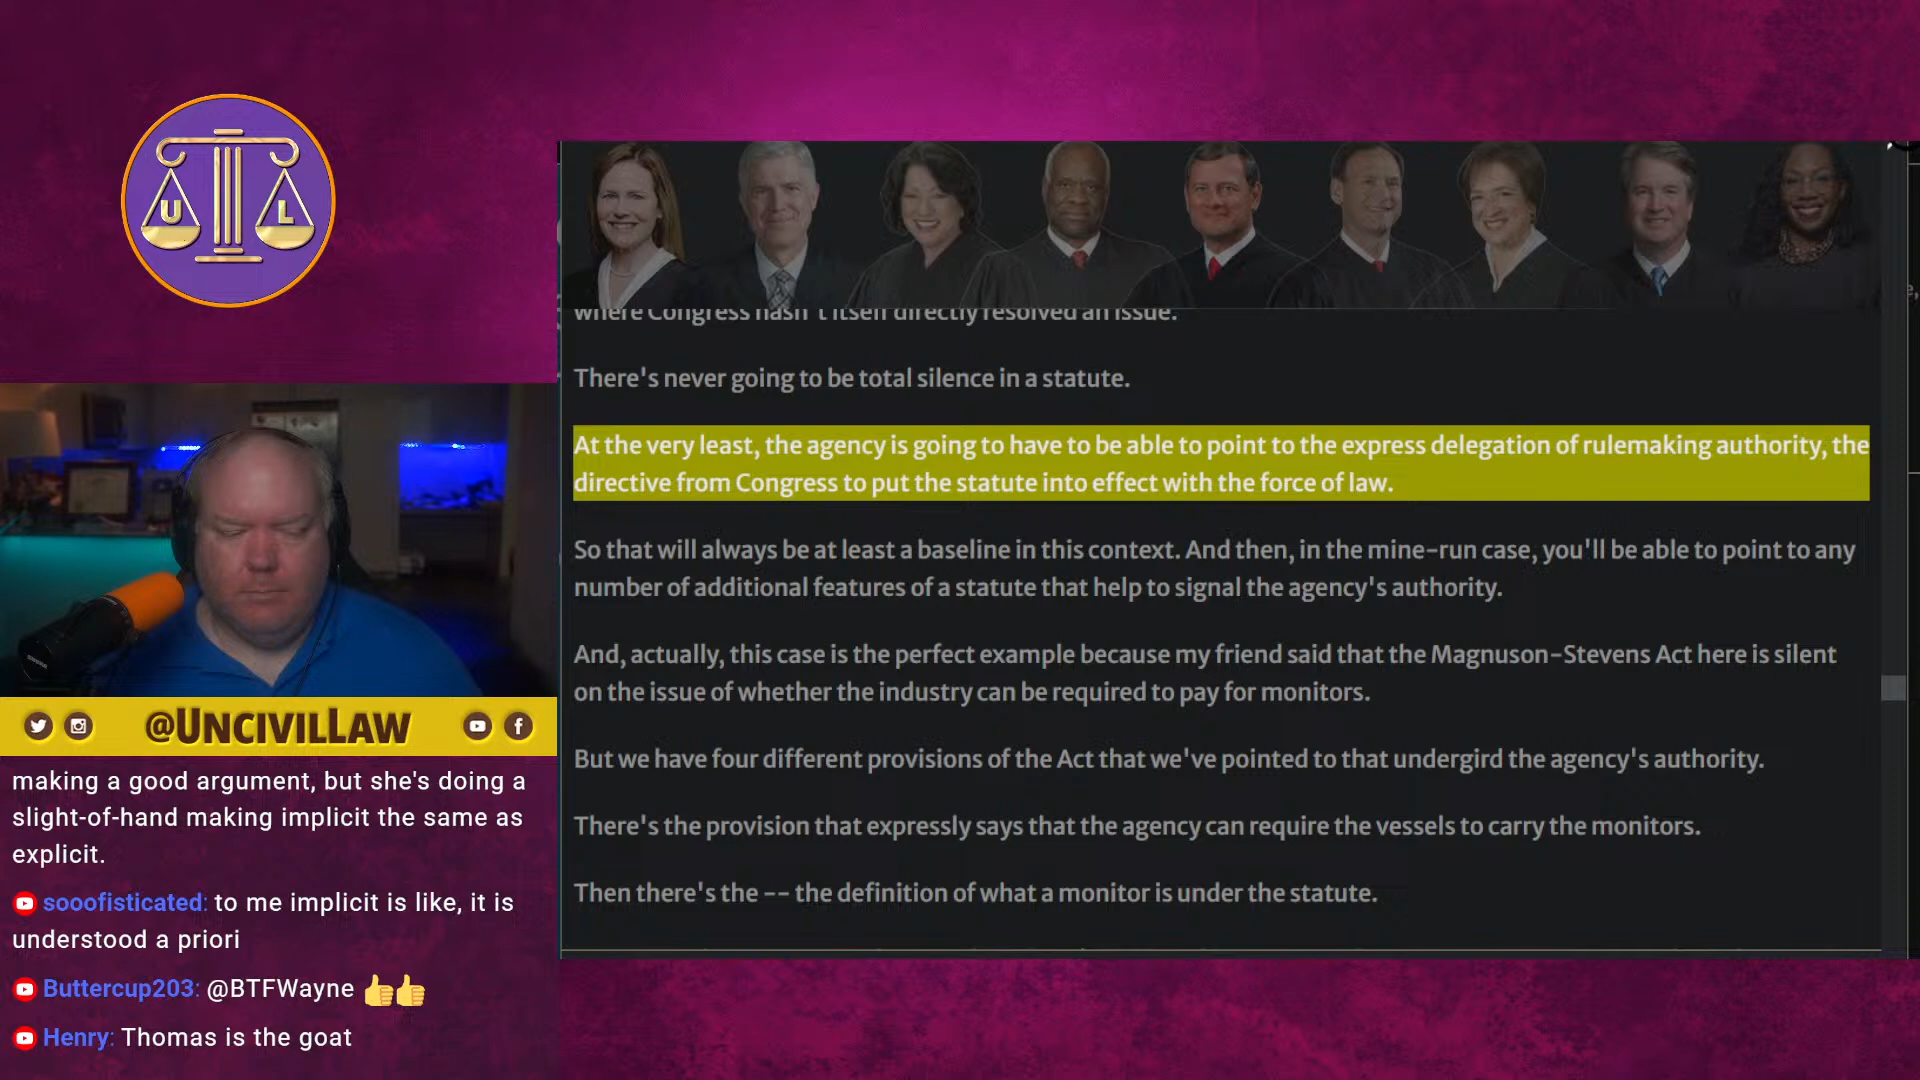 U L
where Congress hasn't itself directly resolved an issue.
There's never going to be total silence in a statute.
At the very least, the agency is going to have to be able to point to the express delegation of rulemaking authority, the
directive from Congress to put the statute into effect with the force of law.
So that will always be at least a baseline in this context. And then, in the mine-run case, you'll be able to point to any
number of additional features of a statute that help to signal the agency's authority.
And, actually, this case is the perfect example because my friend said that the Magnuson-Stevens Act here is silent
on the issue of whether the industry can be required to pay for monitors.
But we have four different provisions of the Act that we've pointed to that undergird the agency's authority.
There's the provision that expressly says that the agency can require the vessels to carry the monitors.
Then there's the -- the definition of what a monitor is under the statute.
SHURE
@UNCIVILLAW
making a good argument, but she's doing a
slight-of-hand making implicit the same as
explicit.
sooofisticated: to me implicit is like, it is
understood a priori
Buttercup203: @BTFWayne 👍👍
Henry: Thomas is the goat